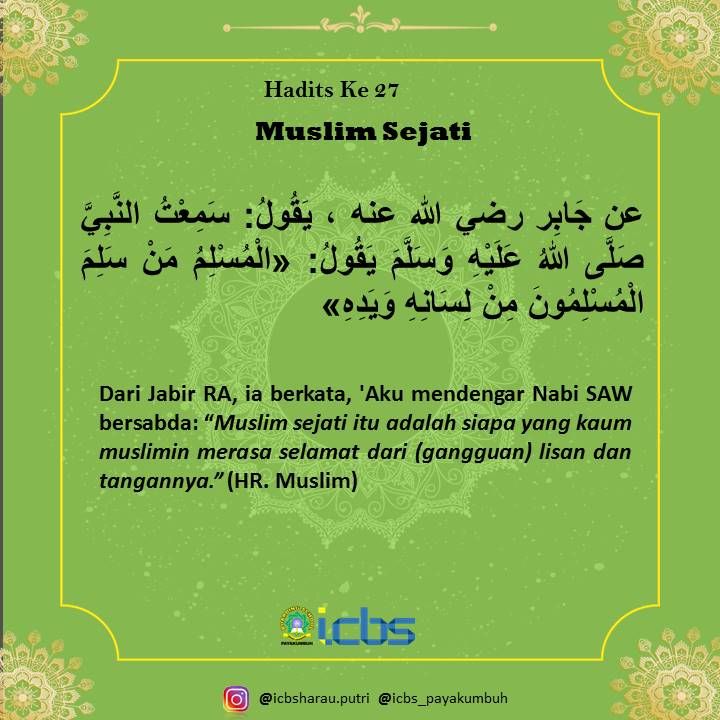 Hadits Ke 27
Muslim Sejati
عن جَابِر رضي الله عنه ، يَقُولُ: سَمِعْتُ النَّبِيَّ
صَلَّى اللهُ عَلَيْهِ وَسَلَّمَ يَقُولُ: «الْمُسْلِمُ مَنْ سَلِمَ
الْمُسْلِمُونَ مِنْ لِسَانِهِ وَيَدِهِ»
Dari Jabir RA, ia berkata, 'Aku mendengar Nabi SAW
bersabda: “Muslim sejati itu adalah siapa yang kaum
muslimin merasa selamat dari (gangguan) lisan dan
tangannya.” (HR. Muslim)
PAYAKUMBUH
icbs
@icbsharau.putri @icbs_payakumbuh